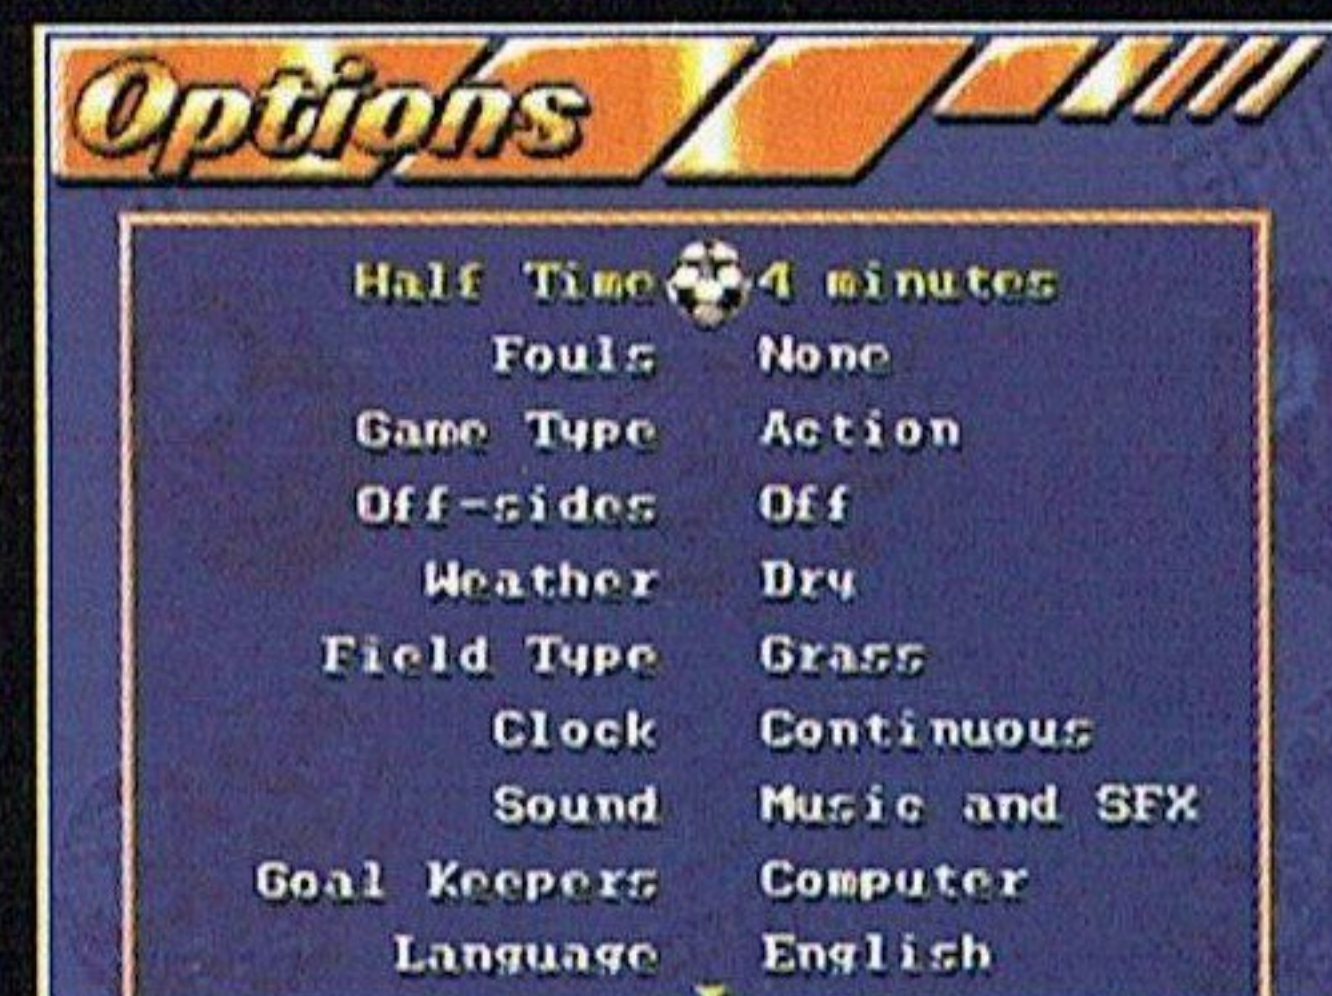 Options
Half Time 4 minutes
Fouls None
Game Type Action
Off-sides Off
Weather Dry
Field Type Grass
Clock Continuous
Sound Music and SFX
Goal Keepers Computer
Language English